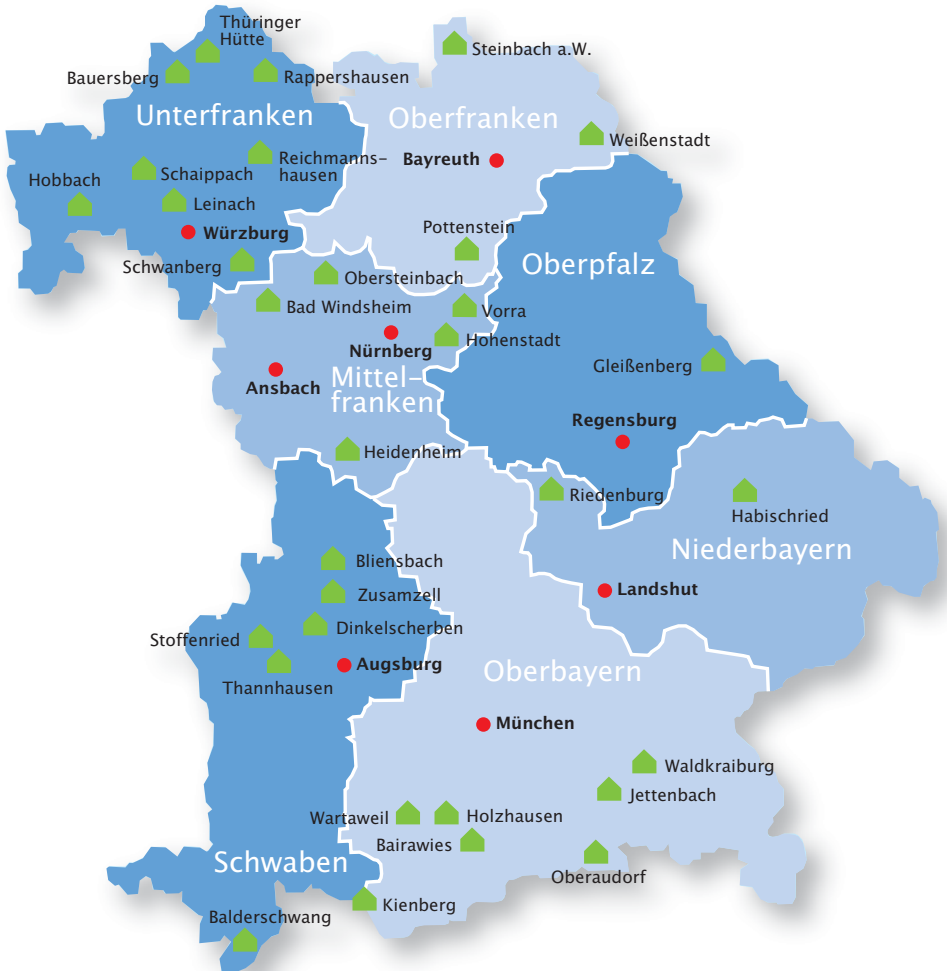 Thüringer
Hütte
Steinbach a.W.
Bauersberg
Rappershausen
Unterfranken
Oberfranken
Weißenstadt
Bayreuth
Reichmanns-
hausen
Schaippach
Hobbach
Leinach
Würzburg
Pottenstein
Schwanberg
Obersteinbach
Oberpfalz
Bad Windsheim
Vorra
Hohenstadt
Nürnberg
Gleißenberg
Ansbach
Mittel-
franken
Regensburg
Heidenheim
Riedenburg
Habischried
Niederbayern
Bliensbach
Zusamzell
Landshut
Dinkelscherben
Stoffenried
Augsburg
Oberbayern
Thannhausen
München
Waldkraiburg
Jettenbach
Wartaweil
Holzhausen
Bairawies
Schwaben
Oberaudorf
Kienberg
Balderschwang